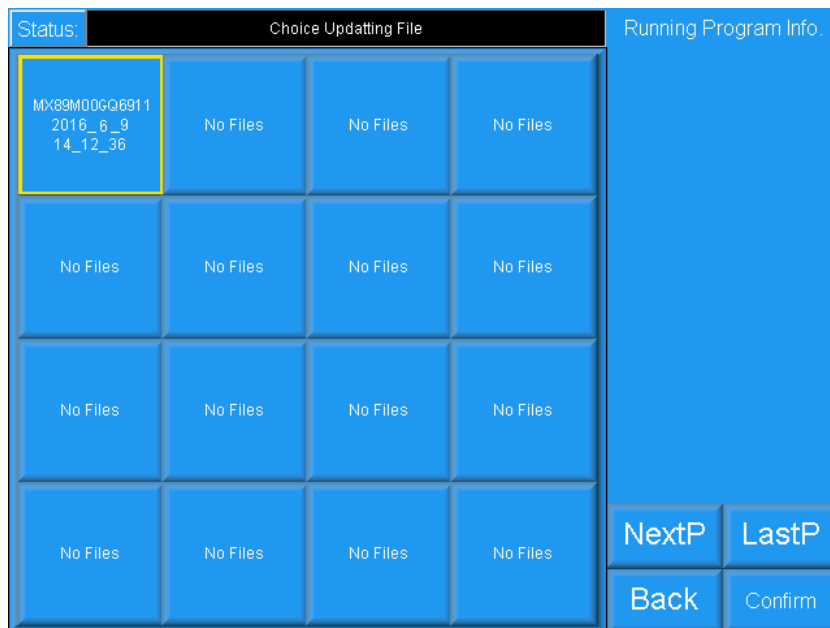 Status: Choice Updatting File Running Program Info.
MX89M00GQ6911
2016_6_9
14_12_36
No Files No Files No Files
No Files No Files No Files No Files
No Files No Files No Files No Files
No Files No Files No Files No Files
NextP LastP
Back Confirm